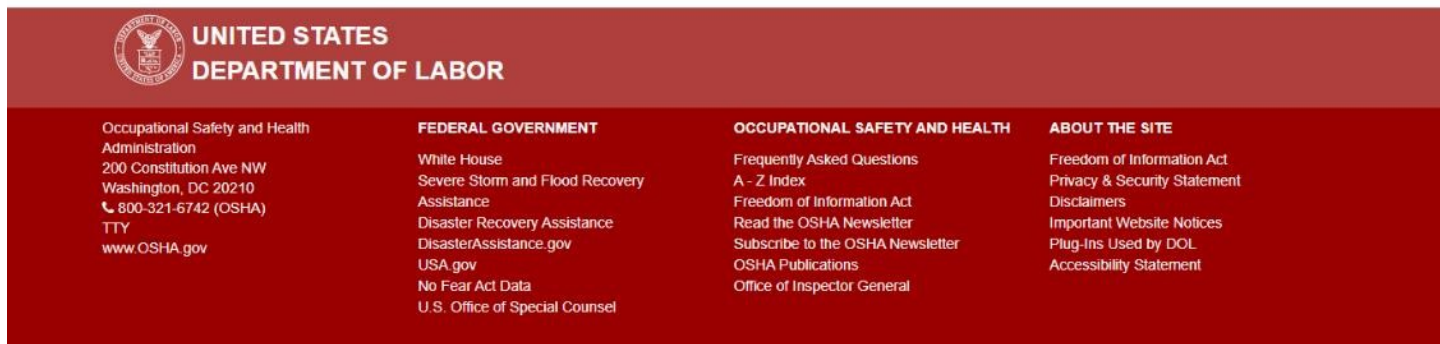 UNITED STATES
DEPARTMENT OF LABOR
Occupational Safety and Health
Administration
200 Constitution Ave NW
Washington, DC 20210
800-321-6742 (OSHA)
TTY
www.OSHA.gov
FEDERAL GOVERNMENT
White House
Severe Storm and Flood Recovery
Assistance
Disaster Recovery Assistance
DisasterAssistance.gov
USA.gov
No Fear Act Data
U.S. Office of Special Counsel
OCCUPATIONAL SAFETY AND HEALTH
Frequently Asked Questions
A - Z Index
Freedom of Information Act
Read the OSHA Newsletter
Subscribe to the OSHA Newsletter
OSHA Publications
Office of Inspector General
ABOUT THE SITE
Freedom of Information Act
Privacy & Security Statement
Disclaimers
Important Website Notices
Plug-Ins Used by DOL
Accessibility Statement